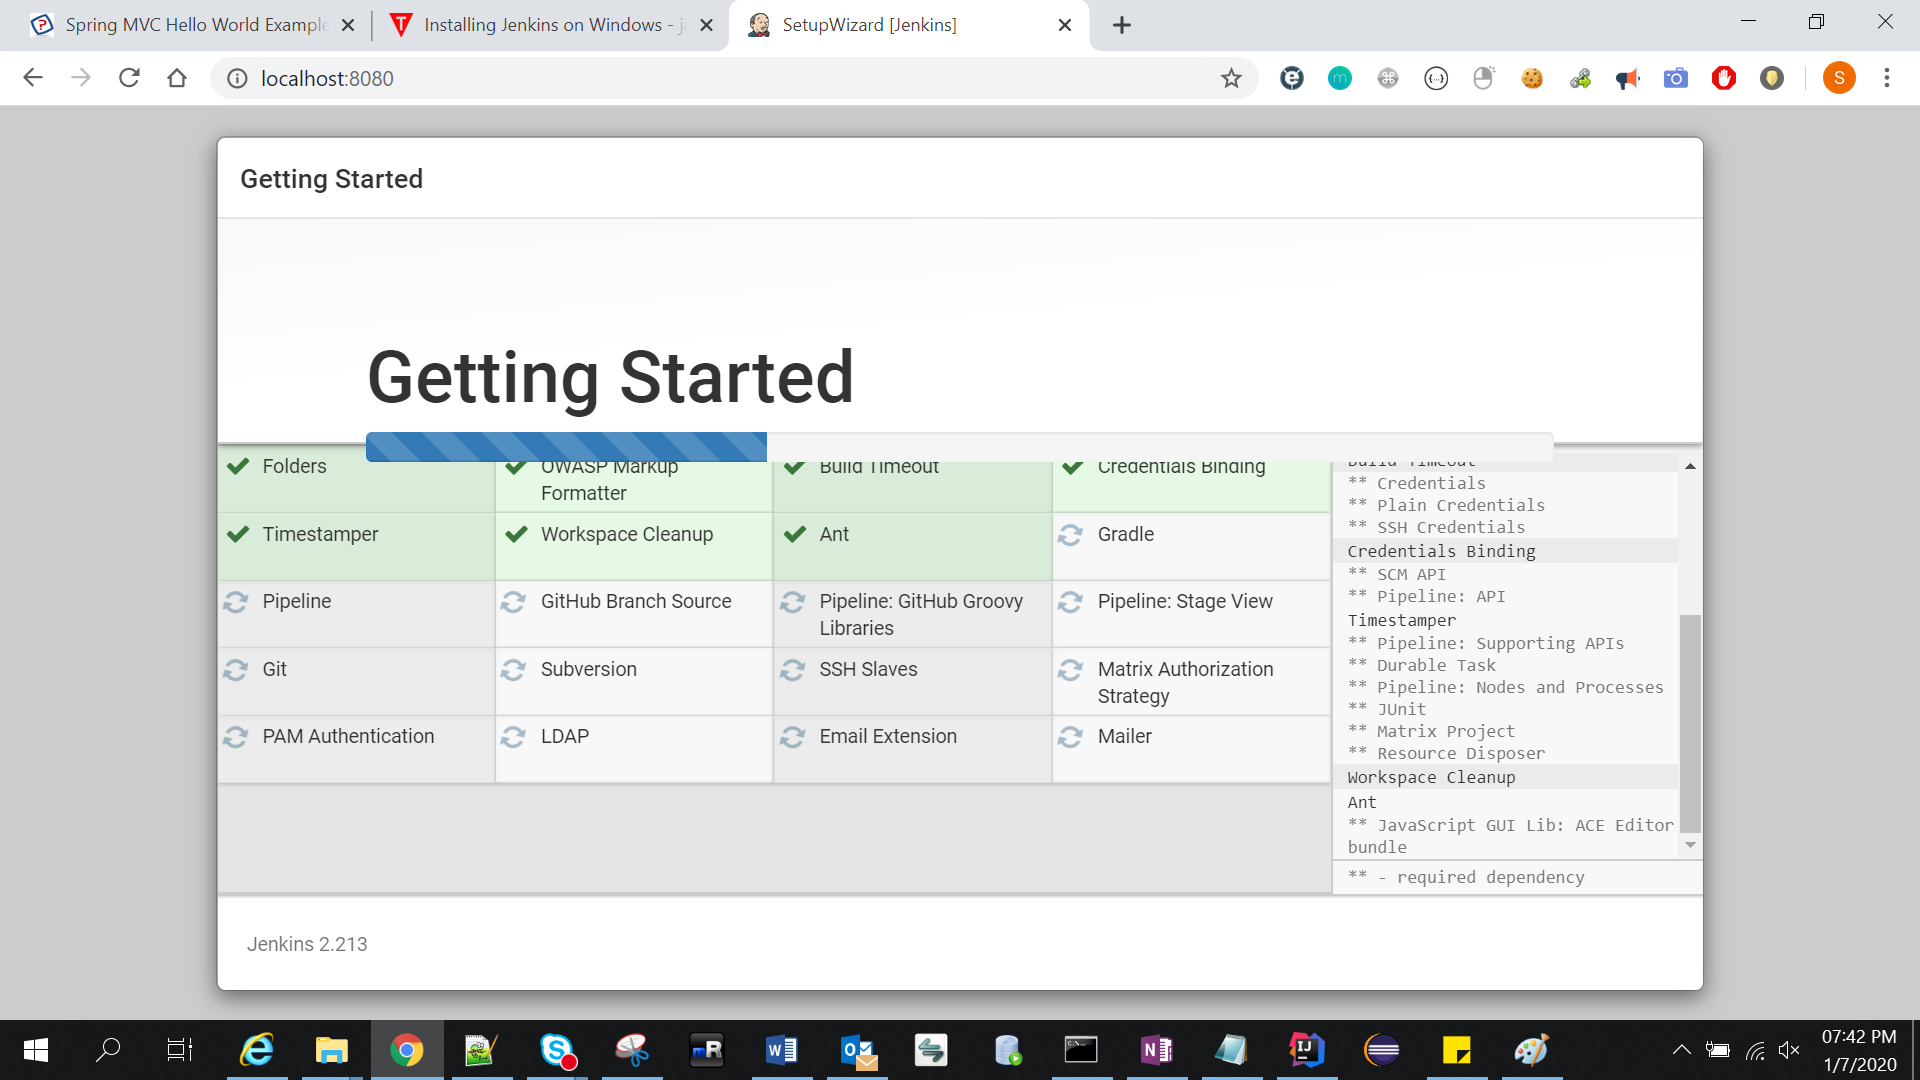 Spring MVC Hello World Example
Installing Jenkins on Windows - j
SetupWizard [Jenkins]
localhost:8080
S
Getting Started
Getting Started
Folders
OWASP Markup
Formatter
Build Timeout
Credentials Binding
Timestamper
Workspace Cleanup
Ant
Gradle
Pipeline
GitHub Branch Source
Pipeline: GitHub Groovy
Libraries
Pipeline: Stage View
Git
Subversion
SSH Slaves
Matrix Authorization
Strategy
PAM Authentication
LDAP
Email Extension
Mailer
Build Timeout
** Credentials
** Plain Credentials
** SSH Credentials
Credentials Binding
** SCM API
** Pipeline: API
Timestamper
** Pipeline: Supporting APIs
** Durable Task
** Pipeline: Nodes and Processes
** JUnit
** Matrix Project
** Resource Disposer
Workspace Cleanup
Ant
** JavaScript GUI Lib: ACE Editor
bundle
** - required dependency
Jenkins 2.213
07:42 PM
1/7/2020